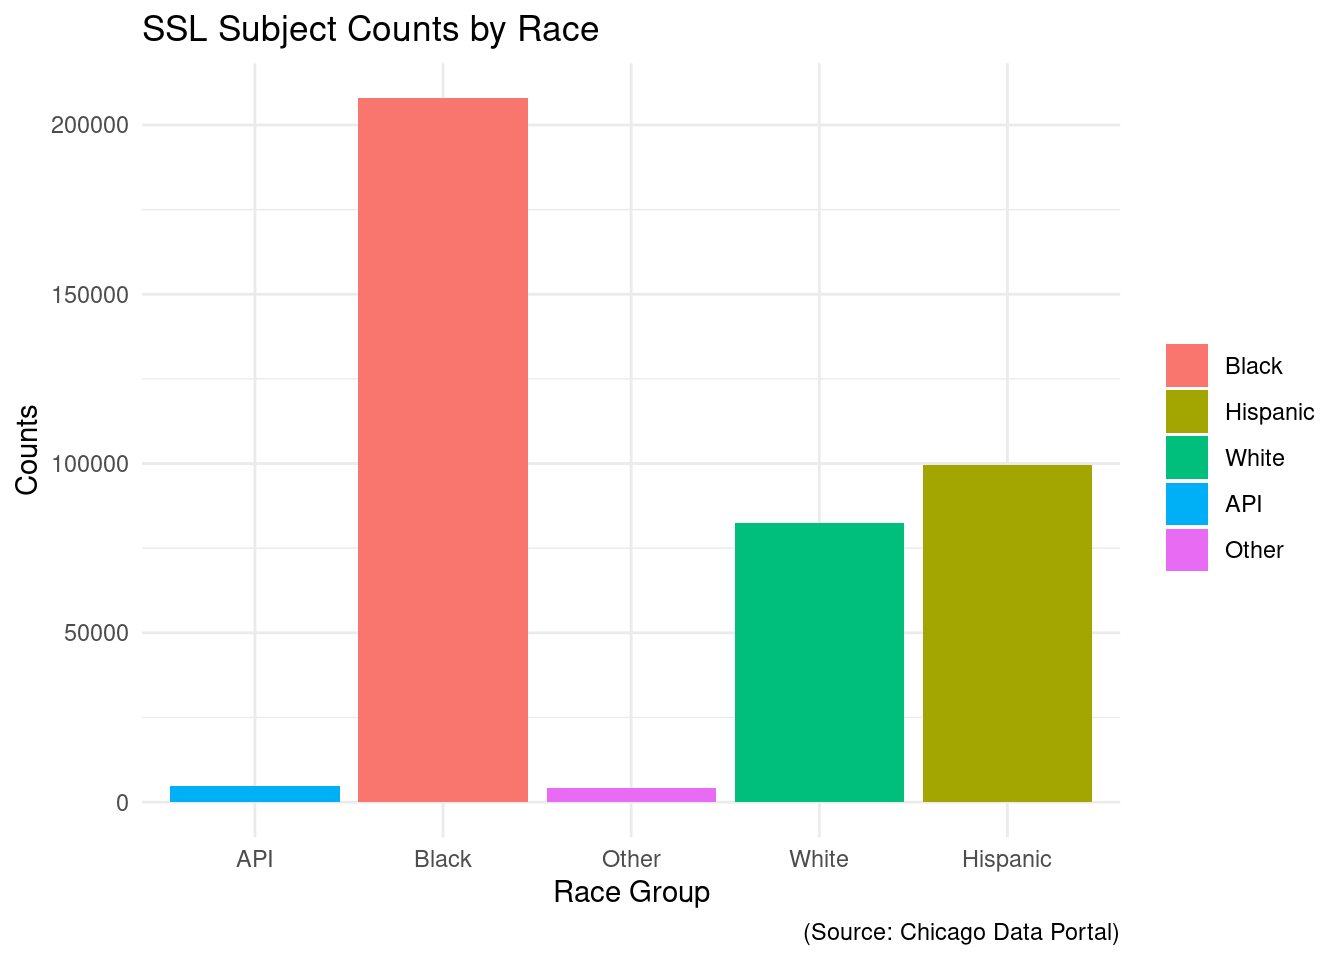 SSL Subject Counts by Race
Counts
200000
150000
100000
50000
0
API Black Other White Hispanic
Race Group
(Source: Chicago Data Portal)
Black
Hispanic
White
API
Other